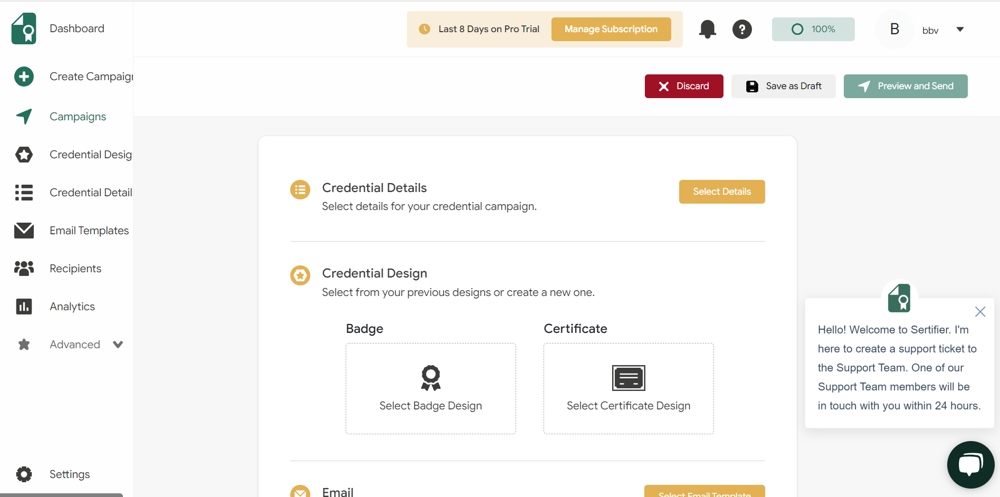 Dashboard
Create Campaign
Campaigns
Credential Desig
Credential Detail
Email Templates
Recipients
Analytics
Advanced
Settings
Last 8 Days on Pro Trial
Manage Subscription
?
100%
B
bbv
Discard
Save as Draft
Preview and Send
Credential Details
Select details for your credential campaign.
Select Details
Credential Design
Select from your previous designs or create a new one.
Badge
Certificate
Select Badge Design
Select Certificate Design
Email
Select Email Template
Hello! Welcome to Sertifier. I'm
here to create a support ticket to
the Support Team. One of our
Support Team members will be
in touch with you within 24 hours.